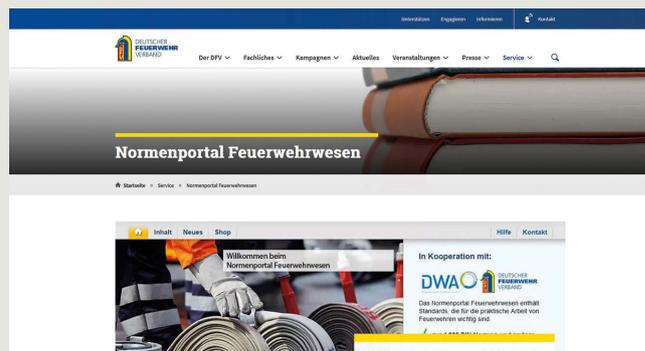 Unterstützen Engagieren Informieren Kontakt
DEUTSCHER
FEUERWEHR
VERBAND
Der DFV Fachliches Kampagnen Aktuelles Veranstaltungen Presse Service
Normenportal Feuerwehrwesen
Startseite » Service » Normenportal Feuerwehrwesen
Inhalt Neues Shop Hilfe Kontakt
Willkommen beim
Normenportal Feuerwehrwesen
In Kooperation mit:
DWA
DEUTSCHER
FEUERWEHR
VERBAND
Das Normenportal Feuerwehrwesen enthält
Standards, die für die praktische Arbeit von
Feuerwehren wichtig sind.